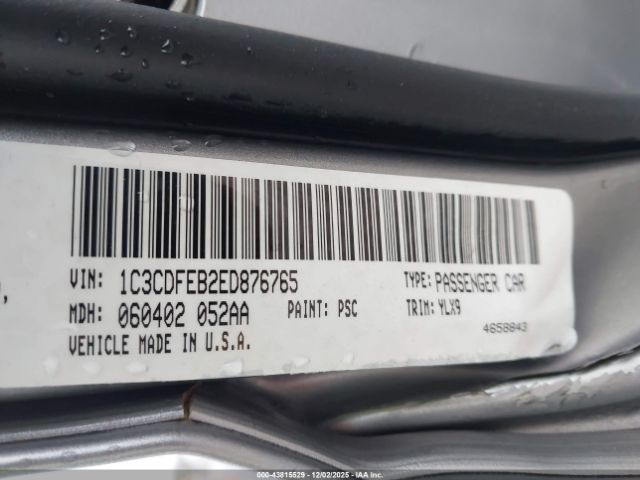 VIN: 1C3CDFEB2ED876765 TYPE: PASSENGER CAR
MDH: 060402 052AA PAINT: PSC TRIM: YLX9
VEHICLE MADE IN U.S.A. 4658843
000-43815529 - 12/02/2025 - IAA Inc.